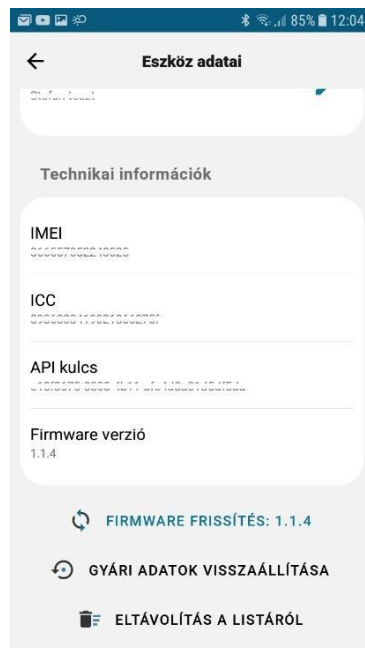 85% 12:04
Eszköz adatai
Technikai információk
IMEI
ICC
API kulcs
Firmware verzió
1.1.4
FIRMWARE FRISSÍTÉS: 1.1.4
GYÁRI ADATOK VISSZAÁLLÍTÁSA
ELTÁVOLÍTÁS A LISTÁRÓL